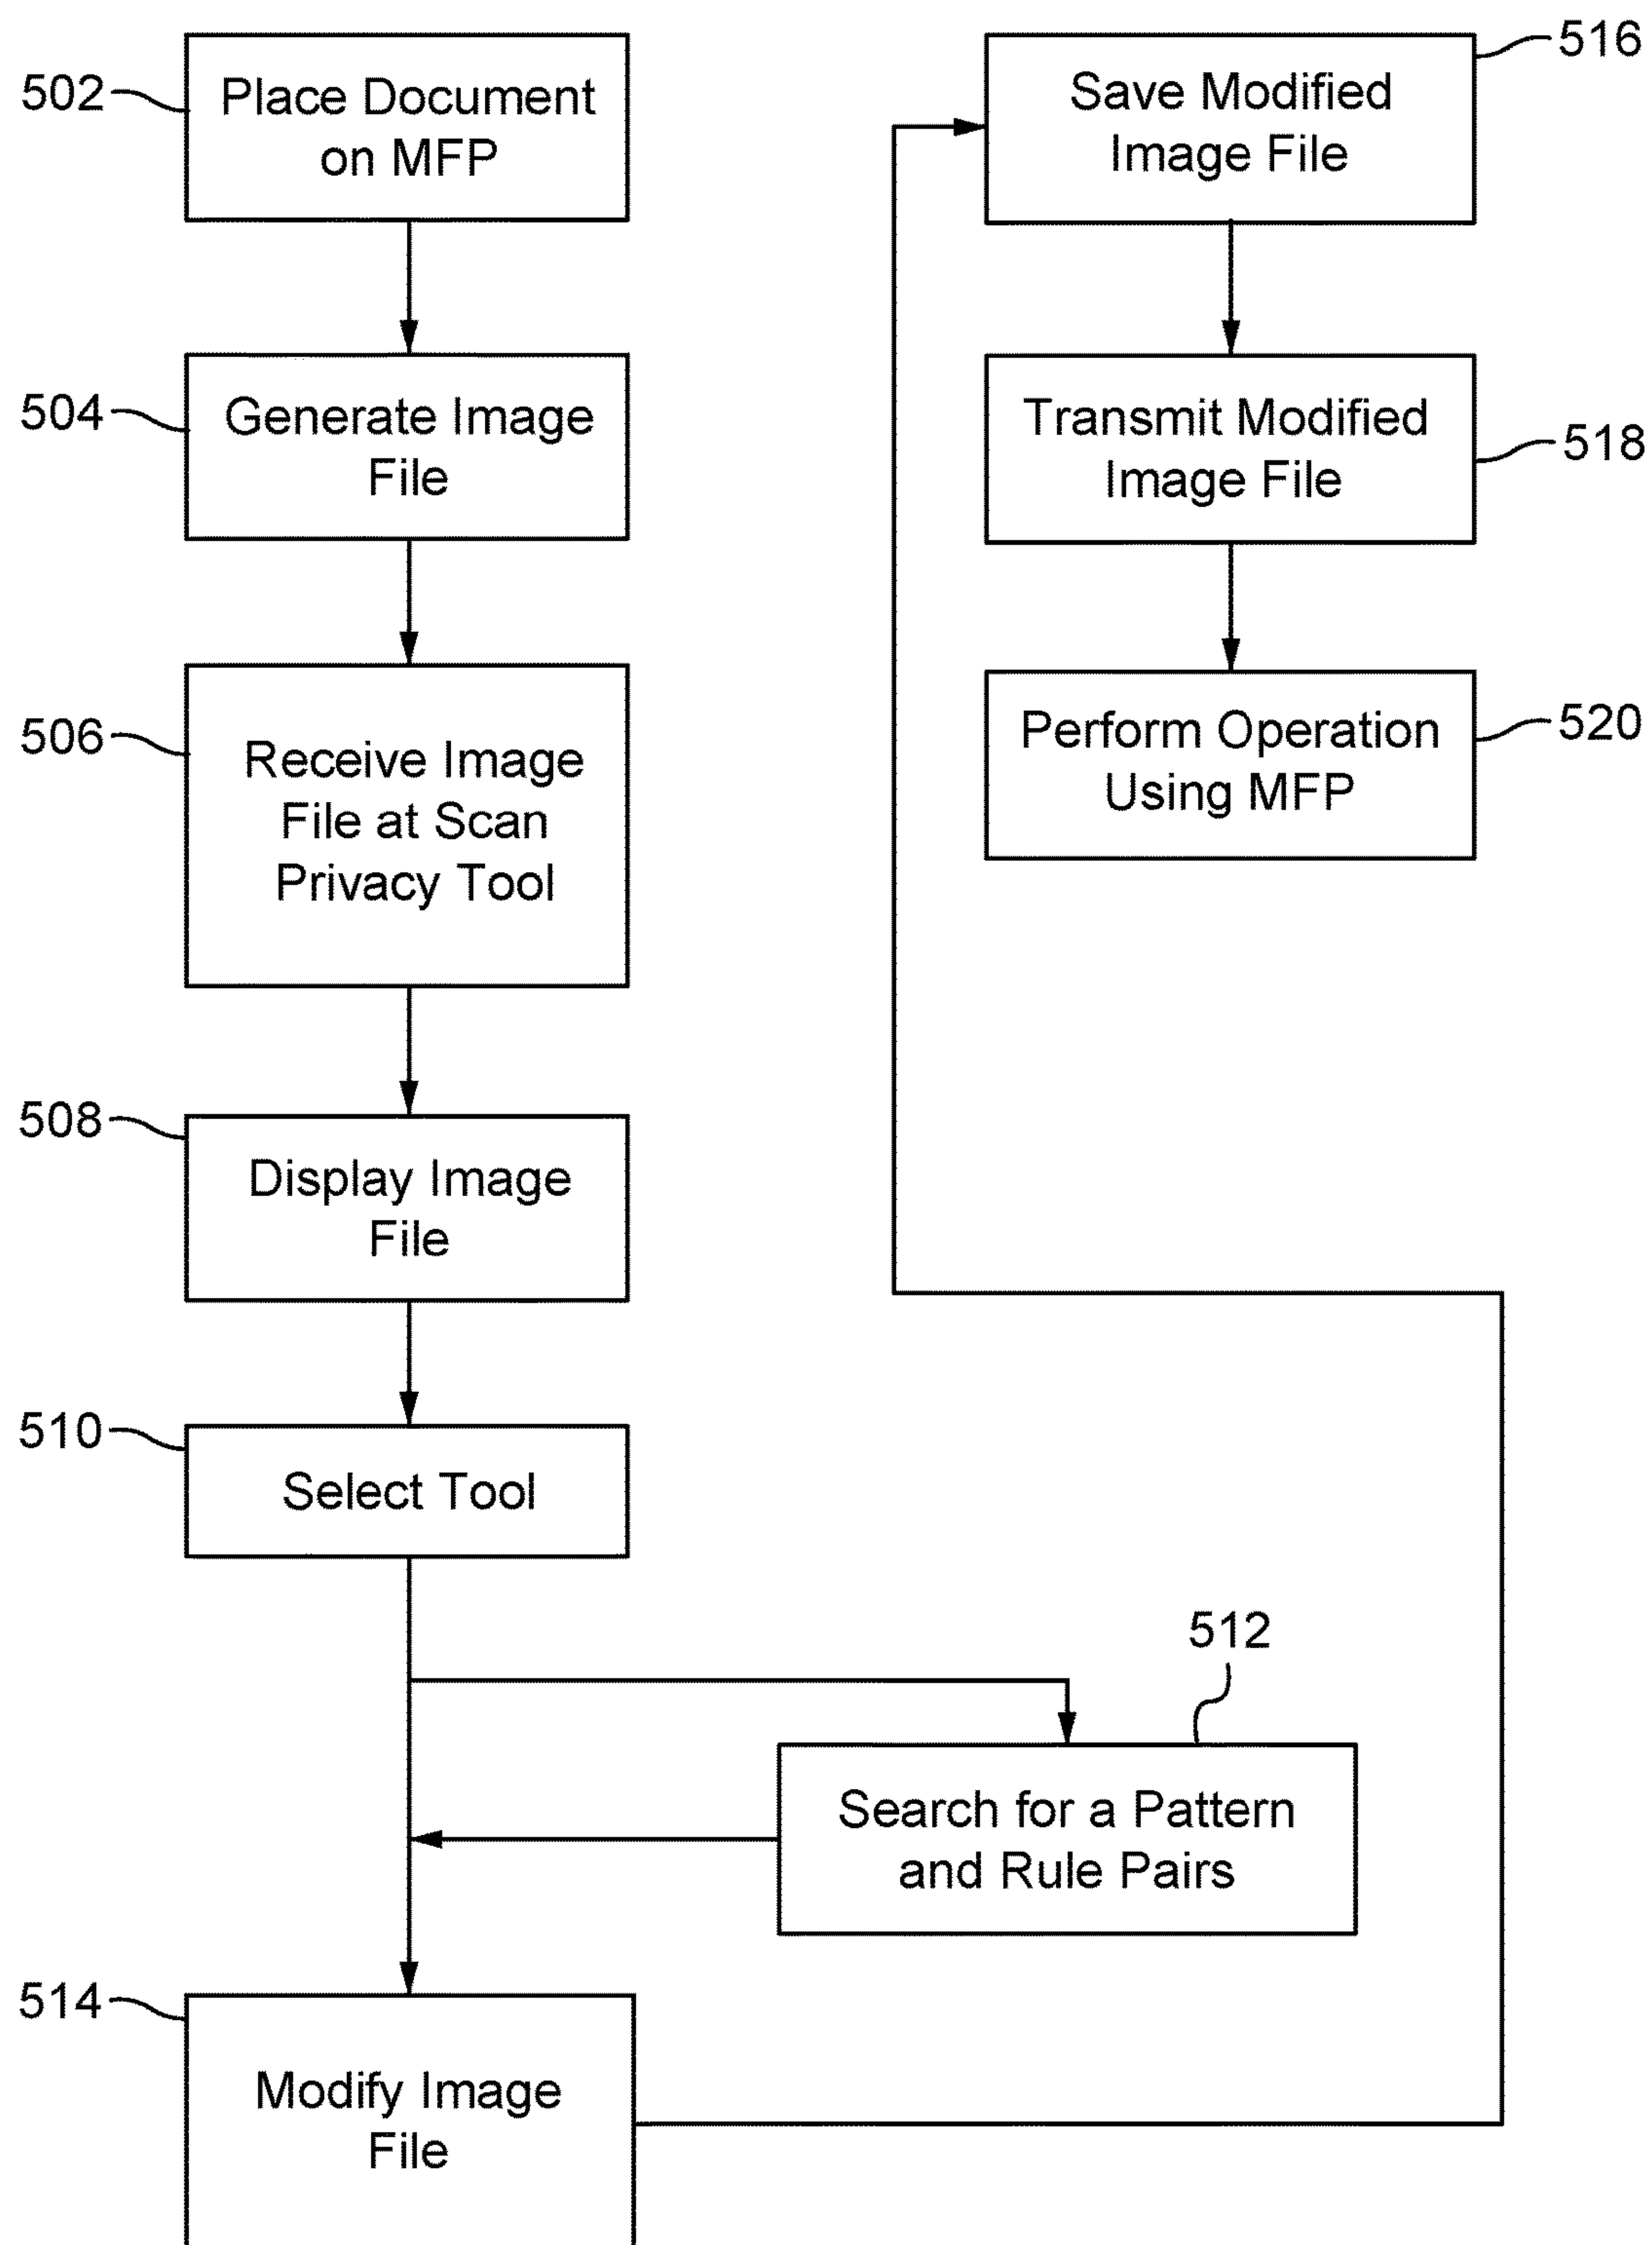 502
Place Document
on MFP
504
Generate Image
File
506
Receive Image
File at Scan
Privacy Tool
508
Display Image
File
510
Select Tool
512
Search for a Pattern
and Rule Pairs
514
Modify Image
File
516
Save Modified
Image File
518
Transmit Modified
Image File
520
Perform Operation
Using MFP